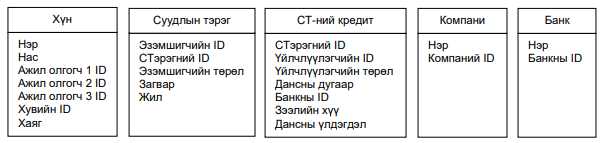 Хүн
Нэр
Нас
Ажил олгогч 1 ID
Ажил олгогч 2 ID
Ажил олгогч 3 ID
Хувийн ID
Хаяг
Суудлын тэрэг
Эзэмшигчийн ID
СТэрэгний ID
Эзэмшигчийн төрөл
Загвар
Жил
СТ-ний кредит
СТэрэгний ID
Үйлчлүүлэгчийн ID
Үйлчлүүлэгчийн төрөл
Дансны дугаар
Банкны ID
Зээлийн хүү
Дансны үлдэгдэл
Компани
Нэр
Компаний ID
Банк
Нэр
Банкны ID